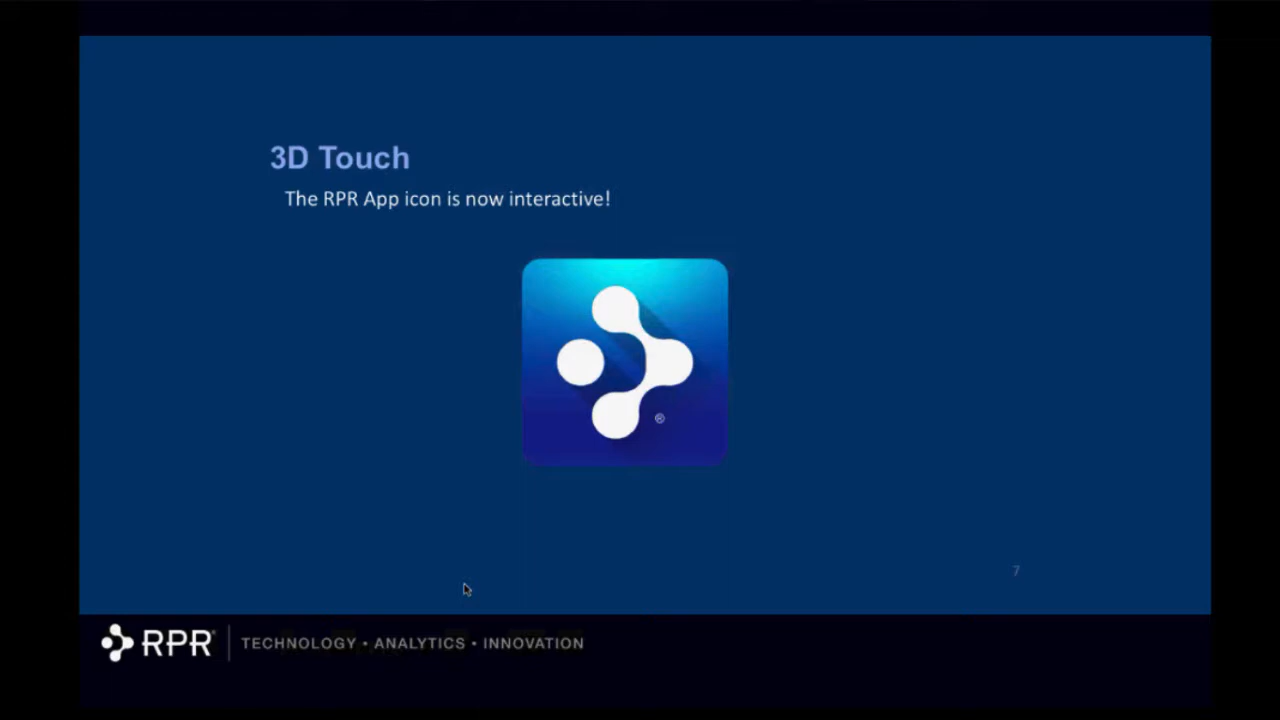 3D Touch
The RPR App icon is now interactive!
®
7
RPR® | TECHNOLOGY • ANALYTICS • INNOVATION